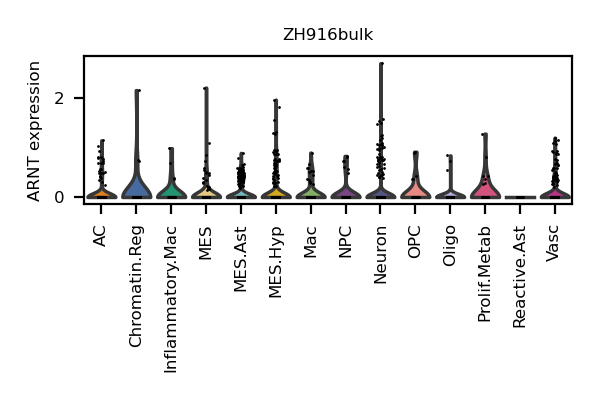 ZH916bulk
ARNT expression
2
0
AC
Chromatin.Reg
Inflammatory.Mac
MES
MES.Ast
MES.Hyp
Mac
NPC
Neuron
OPC
Oligo
Prolif.Metab
Reactive.Ast
Vasc